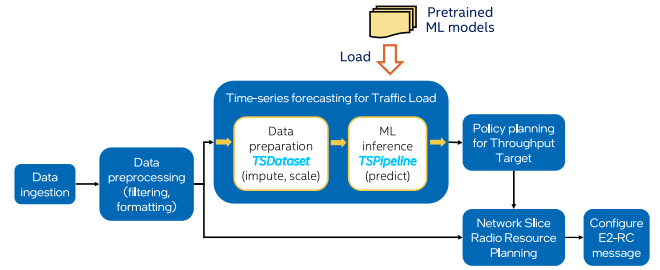 Pretrained
ML models
Load
Time-series forecasting for Traffic Load
Data
preparation
TSDataset
(impute, scale)
ML
inference
TSPipeline
(predict)
Policy planning
for Throughput
Target
Data
ingestion
Data
preprocessing
(filtering,
formatting)
Network Slice
Radio Resource
Planning
Configure
E2-RC
message